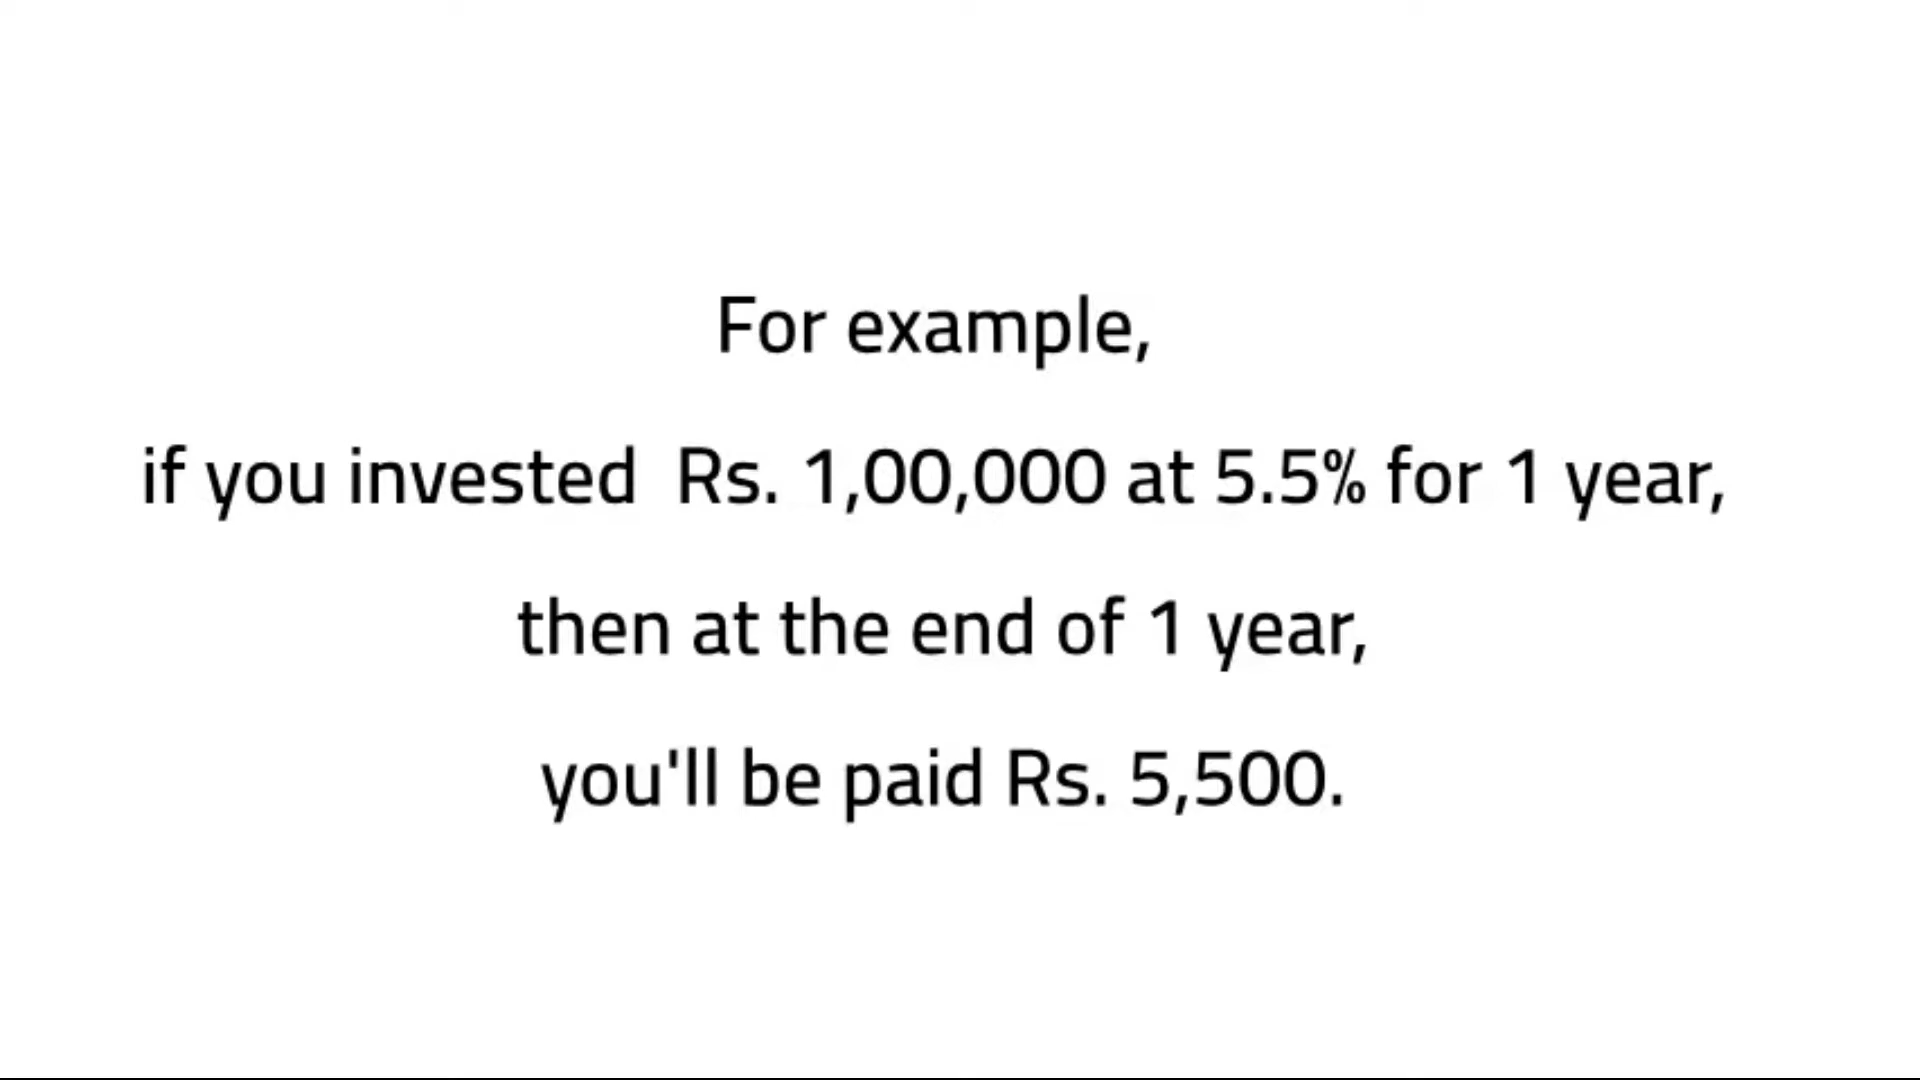 For example,
if you invested  Rs. 1,00,000 at 5.5% for 1 year,
then at the end of 1 year,
you'll be paid Rs. 5,500.